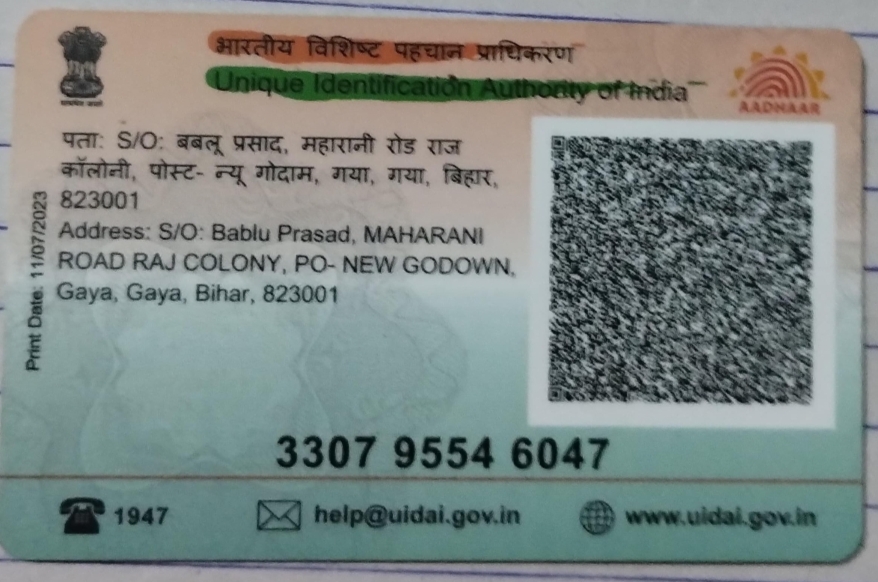 भारतीय विशिष्ट पहचान प्राधिकरण
Unique Identification Authority of India
AADHAAR
पता: S/O: बबलू प्रसाद, महारानी रोड राज
कॉलोनी, पोस्ट- न्यू गोदाम, गया, गया, बिहार,
823001
Address: S/O: Bablu Prasad, MAHARANI
ROAD RAJ COLONY, PO- NEW GODOWN,
Gaya, Gaya, Bihar, 823001
Print Date: 11/07/2023
3307 9554 6047
1947
help@uidai.gov.in
www.uidai.gov.in